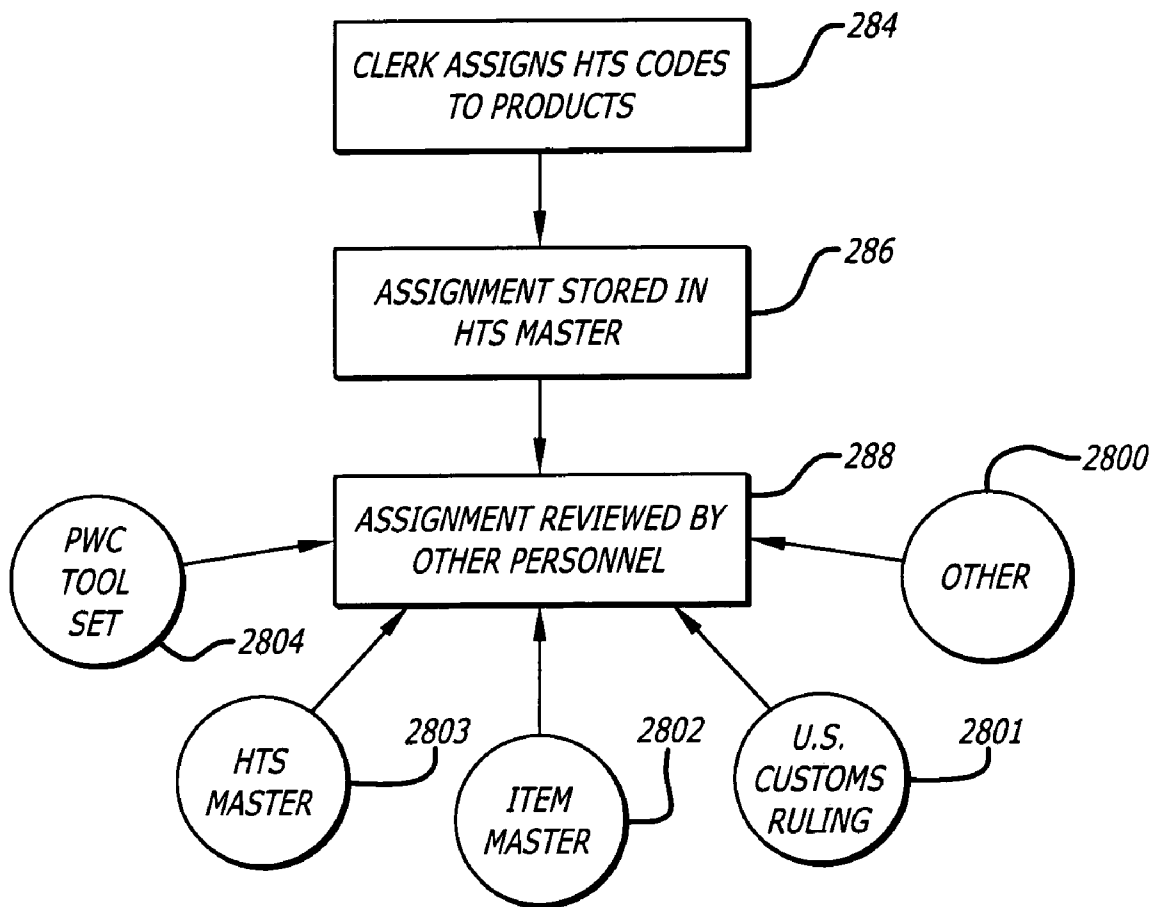 284
CLERK ASSIGNS HTS CODES
TO PRODUCTS
286
ASSIGNMENT STORED IN
HTS MASTER
288
2800
ASSIGNMENT REVIEWED BY
OTHER PERSONNEL
PWC
TOOL
SET
OTHER
2804
2803
HTS
MASTER
2802
ITEM
MASTER
2801
U.S.
CUSTOMS
RULING